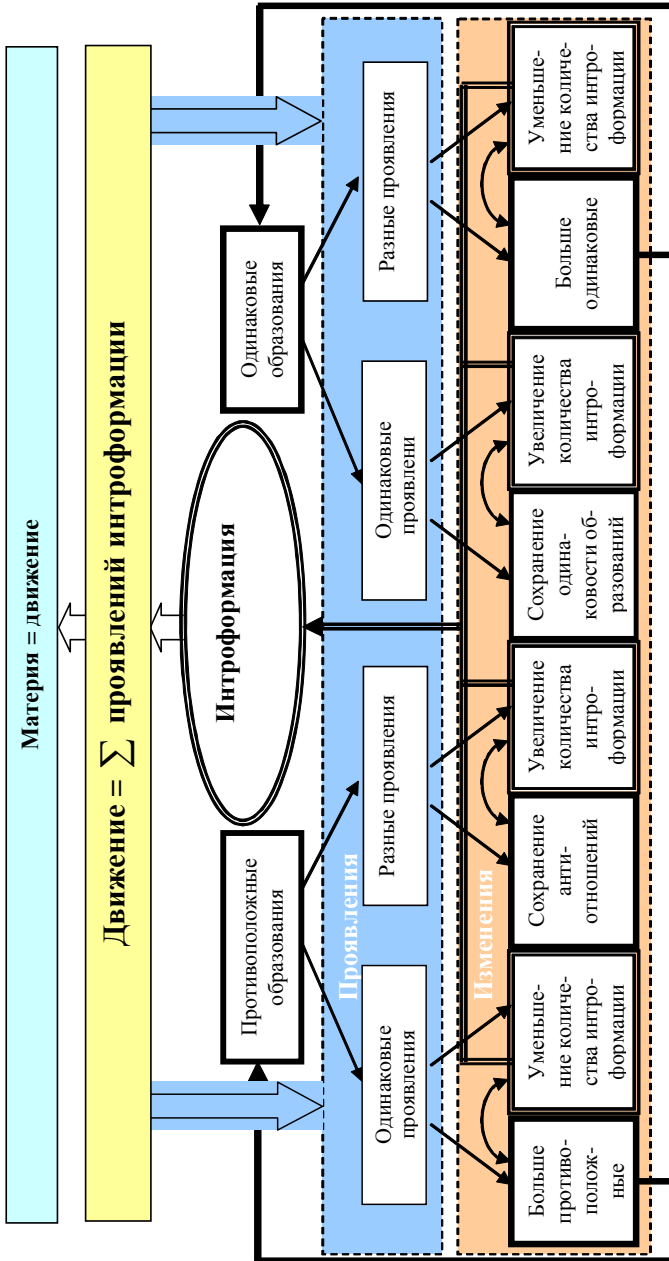 Материя = движение
Движение = ∑ проявлений интроформации
Интроформация
Противоположные
образования
Одинаковые
образования
Проявления
Одинаковые
проявления
Разные проявления
Одинаковые
проявлени
Разные проявления
Изменения
Больше
противо-
полож-
ные
Уменьше-
ние количе-
ства интро-
формации
Сохранение
анти-
отношений
Увеличение
количества
интро-
формации
Сохранение
одина-
ковости об-
разований
Увеличение
количества
интро-
формации
Больше
одинаковые
Уменьше-
ние количе-
ства интро-
формации